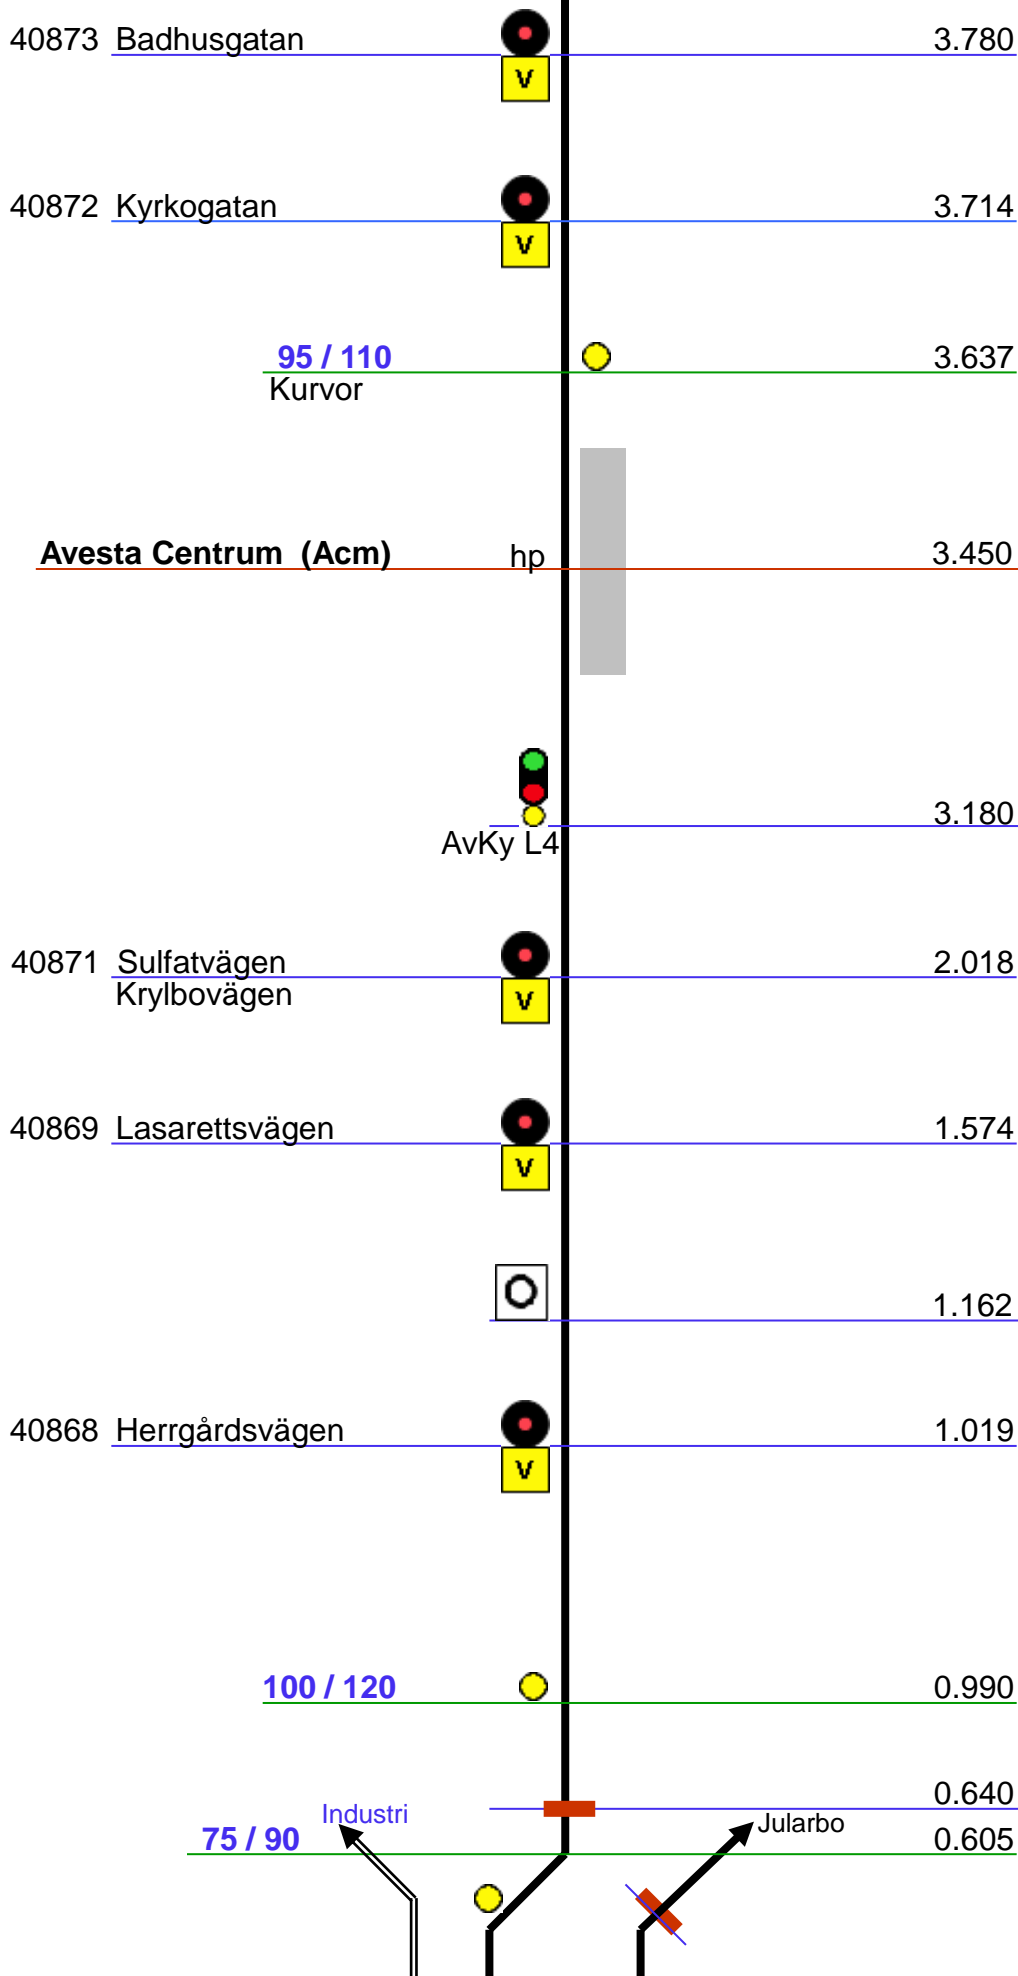 40873 Badhusgatan 3.780
V
40872 Kyrkogatan 3.714
V
95 / 110 3.637
Kurvor
Avesta Centrum (Acm) hp 3.450
3.180
AvKy L4
40871 Sulfatvägen 2.018
Krylbovägen V
40869 Lasarettsvägen 1.574
V
O 1.162
40868 Herrgårdsvägen 1.019
V
100 / 120 0.990
0.640
Industri Jularbo
75 / 90 0.605